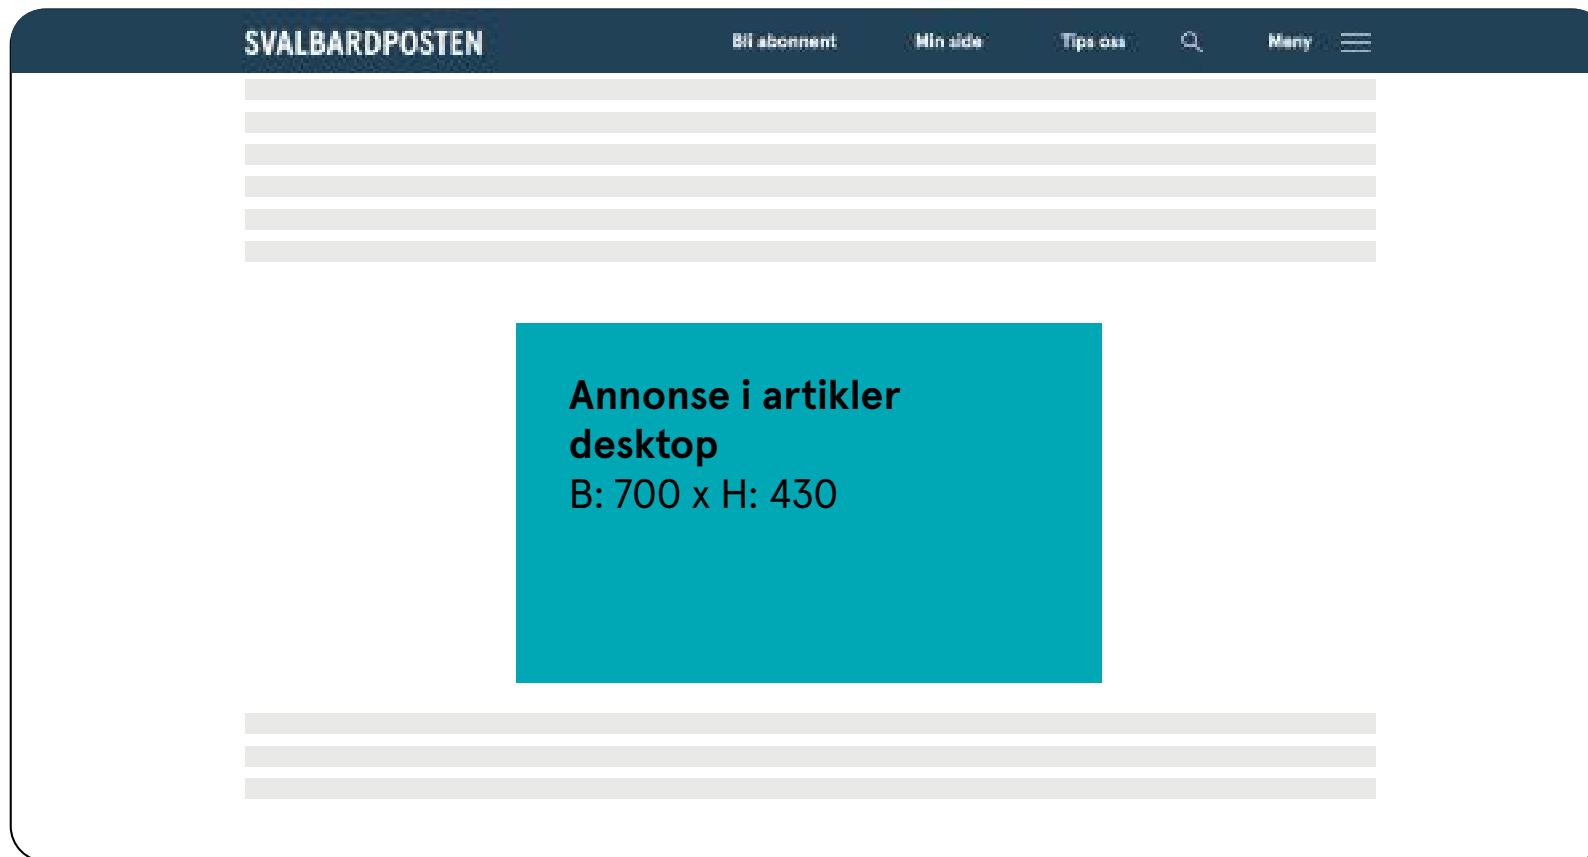 SVALBARDPOSTEN
Bli abonnent Min side Tips oss Meny
Annonse i artikler
desktop
B: 700 x H: 430